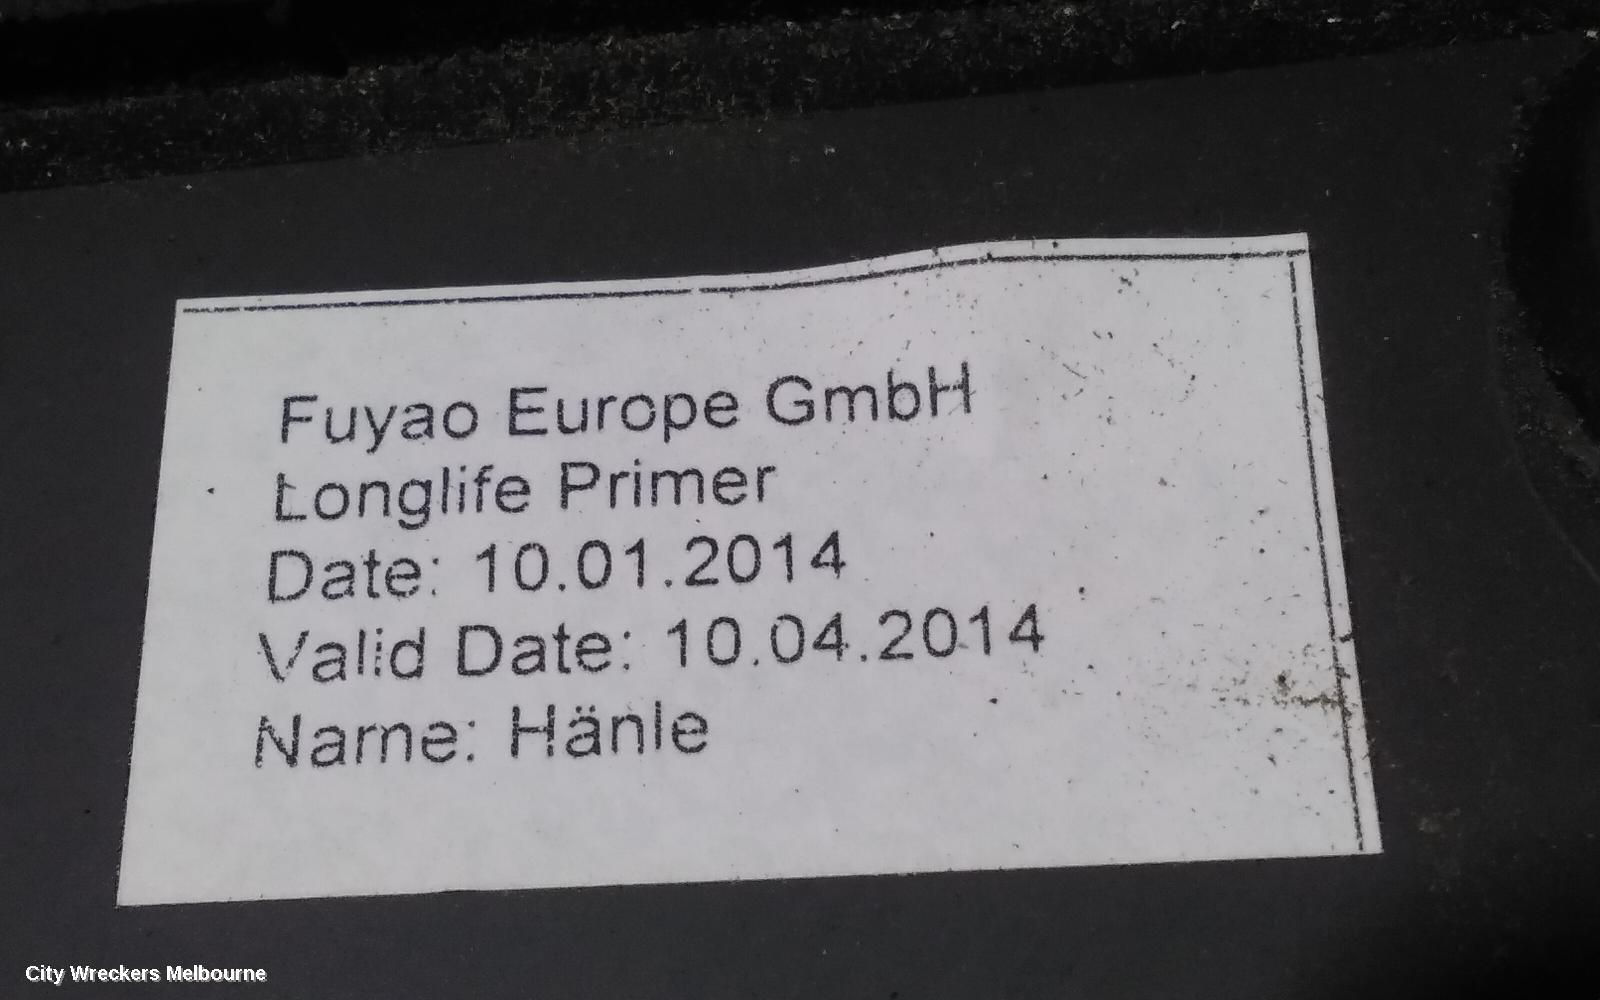 Fuyao Europe GmbH
Longlife Primer
Date: 10.01.2014
Valid Date: 10.04.2014
Name: Hänle
City Wreckers Melbourne